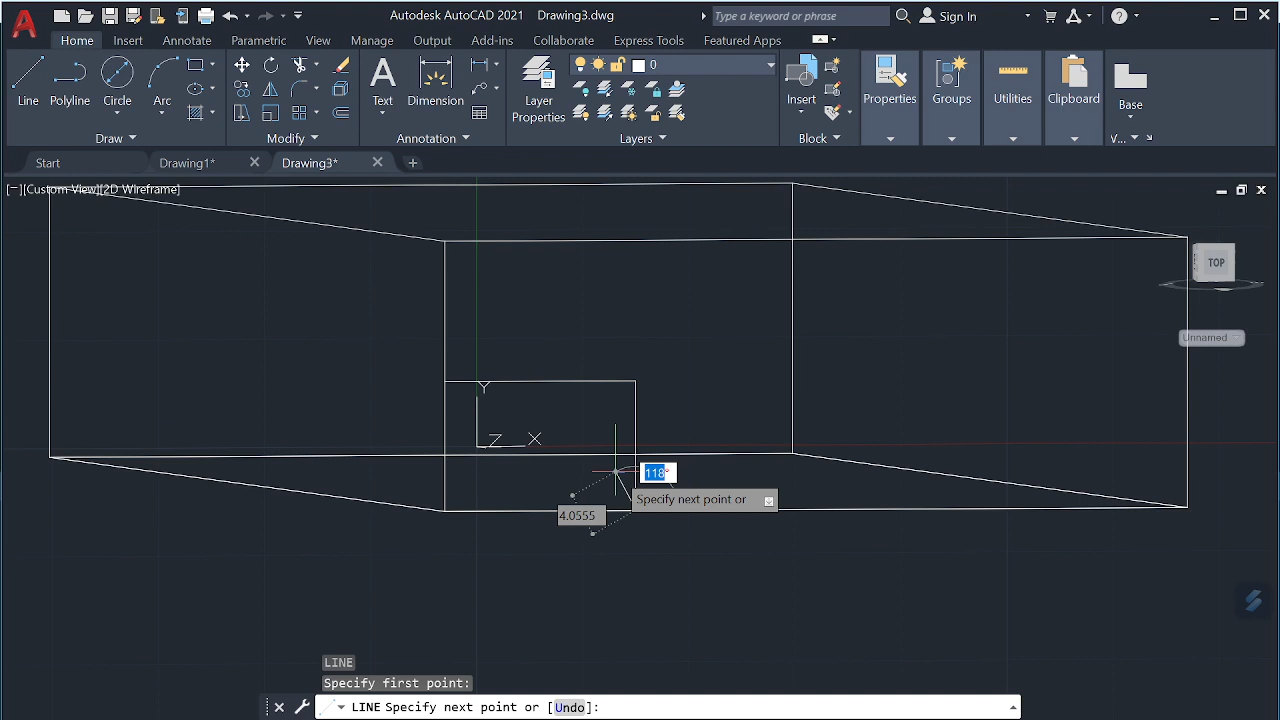 Autodesk AutoCAD 2021 Drawing3.dwg
Type a keyword or phrase
Sign In
Home Insert Annotate Parametric View Manage Output Add-ins Collaborate Express Tools Featured Apps
0
Line Polyline Circle Arc Text Dimension Layer Properties Insert Properties Groups Utilities Clipboard Base
Draw Modify Annotation Layers Block V...
Start Drawing1* Drawing3*
[−][Custom View][2D Wireframe]
TOP
Unnamed
Y
Z X
118°
Specify next point or
4.0555
LINE
Specify first point:
LINE Specify next point or [Undo]: